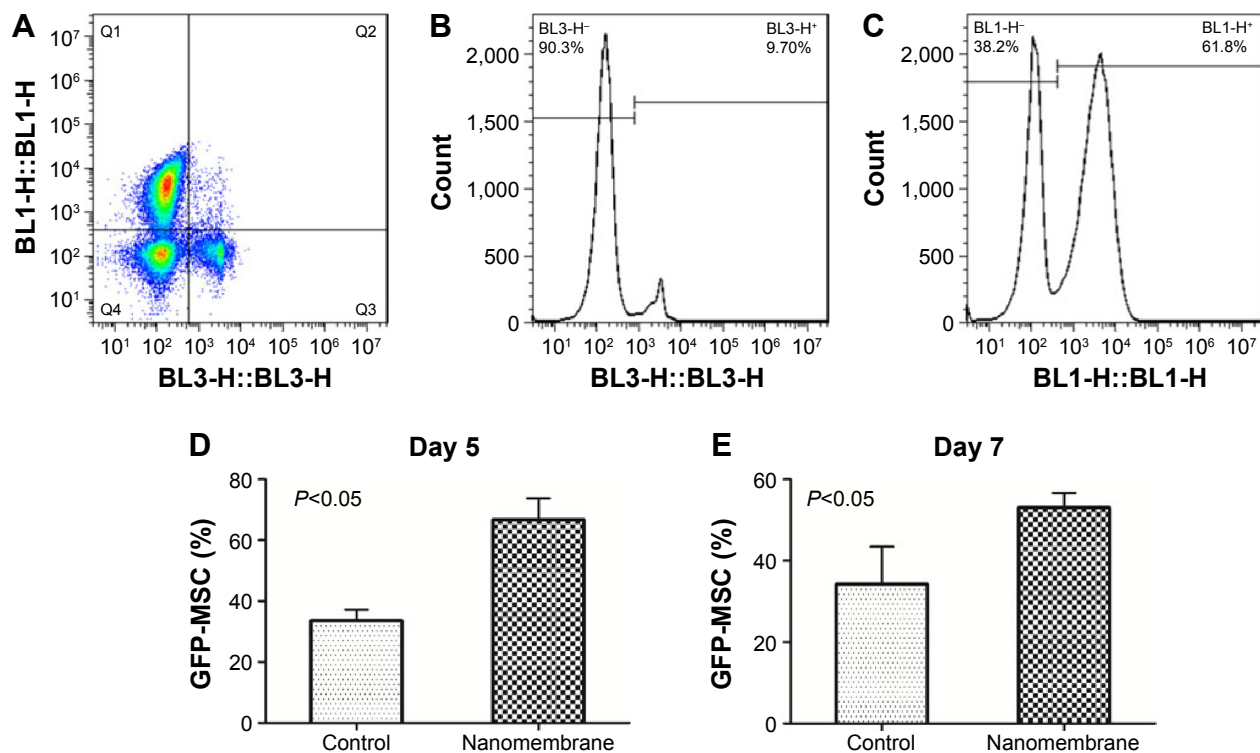 A
Q1
Q2
Q4
Q3
10⁷
10⁶
10⁵
10⁴
10³
10²
10¹
BL1-H::BL1-H
10¹ 10² 10³ 10⁴ 10⁵ 10⁶ 10⁷
BL3-H::BL3-H
B
BL3-H⁻
90.3%
BL3-H⁺
9.70%
2,000
1,500
1,000
500
0
Count
10¹ 10² 10³ 10⁴ 10⁵ 10⁶ 10⁷
BL3-H::BL3-H
C
BL1-H⁻
38.2%
BL1-H⁺
61.8%
2,000
1,500
1,000
500
0
Count
10¹ 10² 10³ 10⁴ 10⁵ 10⁶ 10⁷
BL1-H::BL1-H
D
Day 5
P<0.05
80
60
40
20
0
GFP-MSC (%)
Control Nanomembrane
E
Day 7
P<0.05
60
40
20
0
GFP-MSC (%)
Control Nanomembrane